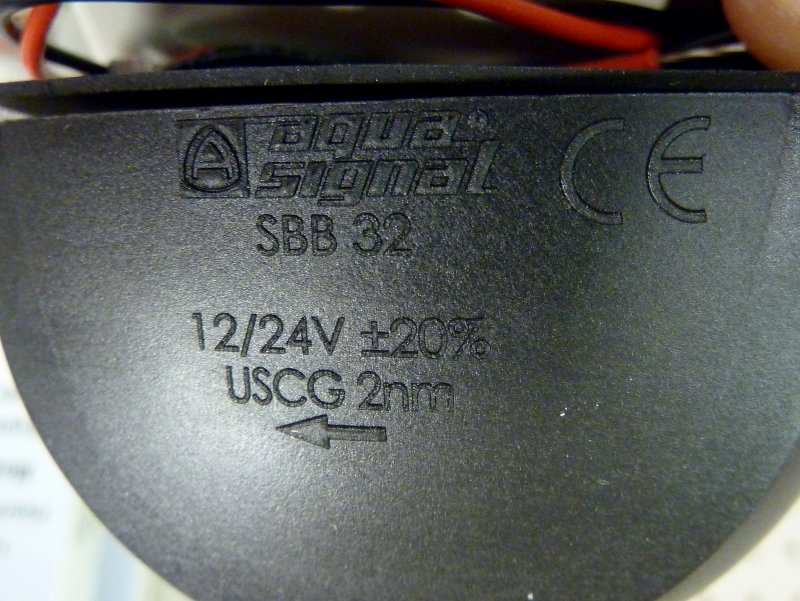 aqua
signal
CE
SBB 32
12/24V ±20%
USCG 2nm